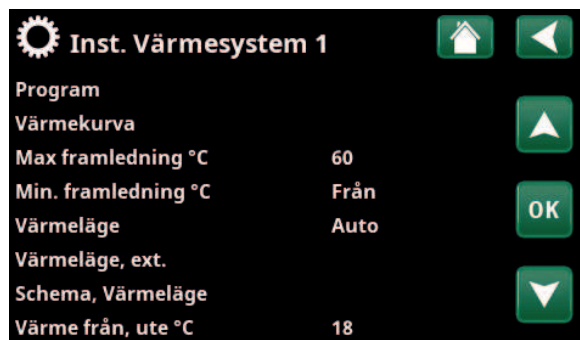 Inst. Värmesystem 1
Program
Värmekurva
Max framledning °C 60
Min. framledning °C Från
Värmeläge Auto
OK
Värmeläge, ext.
Schema, Värmeläge
Värme från, ute °C 18